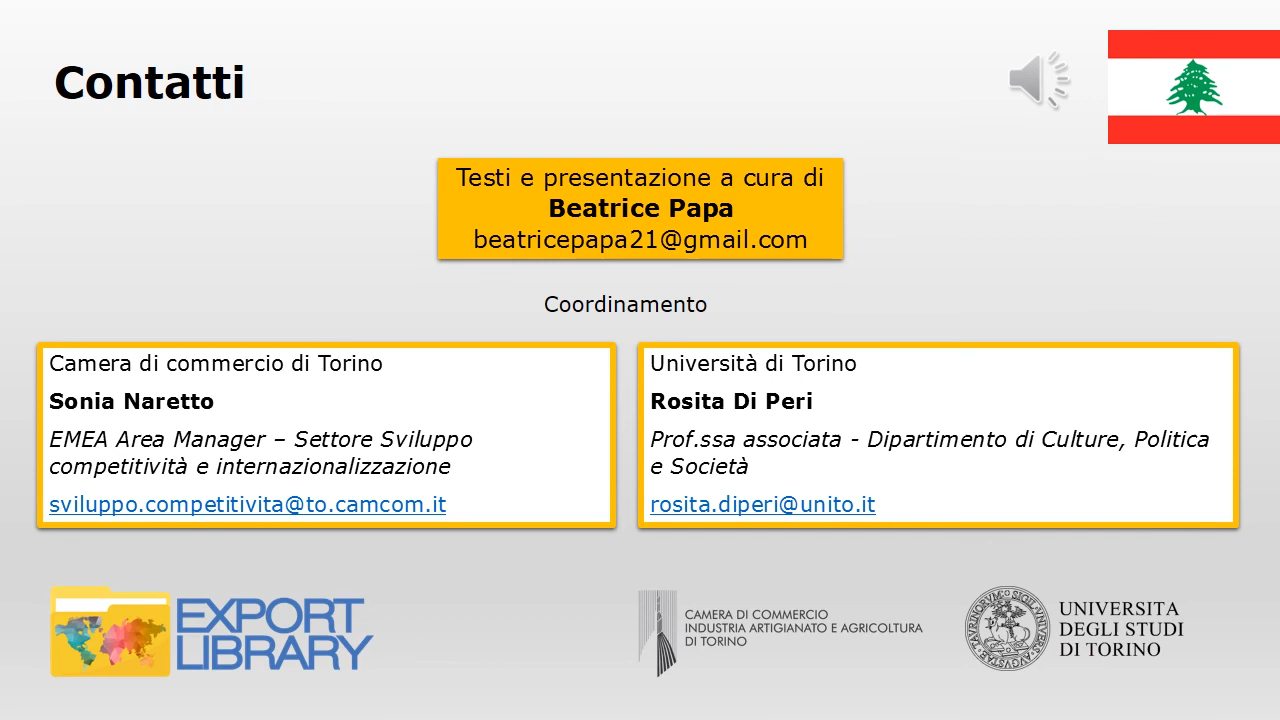 Contatti
Testi e presentazione a cura di
Beatrice Papa
beatricepapa21@gmail.com
Coordinamento
Camera di commercio di Torino
Sonia Naretto
EMEA Area Manager – Settore Sviluppo
competitività e internazionalizzazione
sviluppo.competitivita@to.camcom.it
Università di Torino
Rosita Di Peri
Prof.ssa associata - Dipartimento di Culture, Politica
e Società
rosita.diperi@unito.it
EXPORT
LIBRARY
CAMERA DI COMMERCIO
INDUSTRIA ARTIGIANATO E AGRICOLTURA
DI TORINO
UNIVERSITA
DEGLI STUDI
DI TORINO